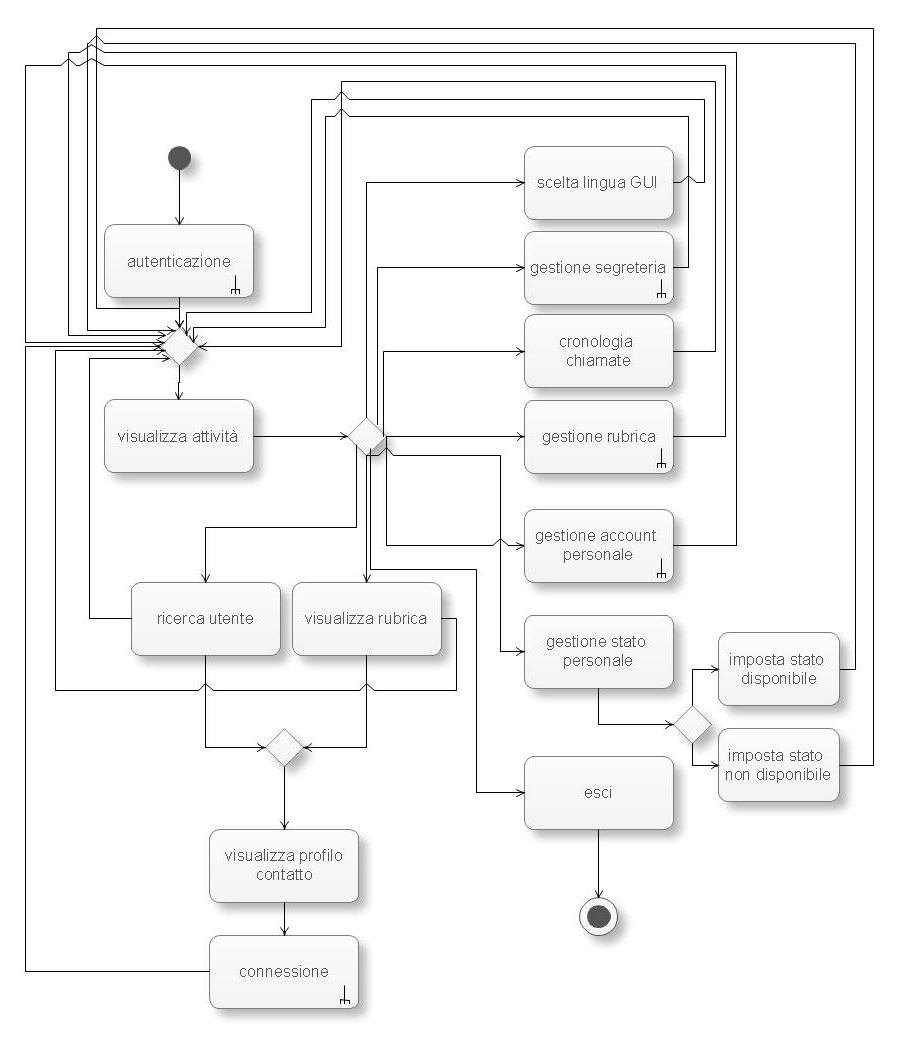 scelta lingua GUI
autenticazione
gestione segreteria
cronologia
chiamate
visualizza attività
gestione rubrica
gestione account
personale
ricerca utente
visualizza rubrica
gestione stato
personale
imposta stato
disponibile
imposta stato
non disponibile
esci
visualizza profilo
contatto
connessione